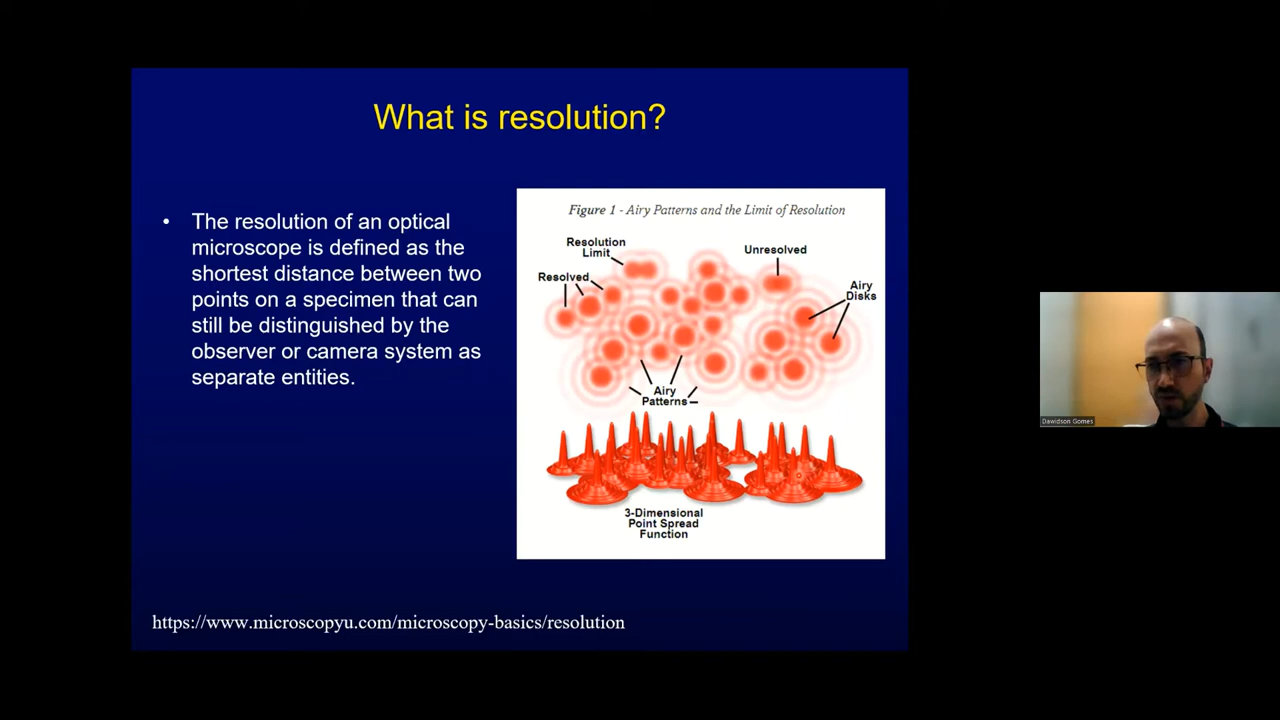 What is resolution?
• The resolution of an optical
microscope is defined as the
shortest distance between two
points on a specimen that can
still be distinguished by the
observer or camera system as
separate entities.
Figure 1 - Airy Patterns and the Limit of Resolution
Resolution
Limit
Unresolved
Resolved
Airy
Disks
Airy
Patterns
3-Dimensional
Point Spread
Function
https://www.microscopyu.com/microscopy-basics/resolution
Dawidson Gomes